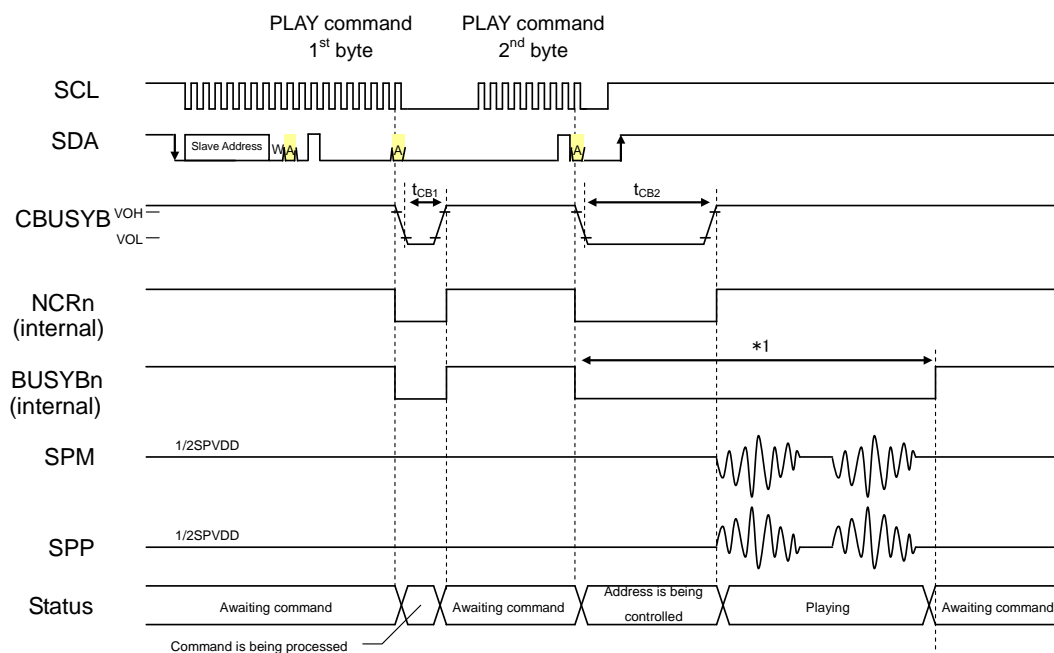 PLAY command
1st byte
PLAY command
2nd byte
SCL
SDA
Slave Address
W
A
A
A
tCB1
tCB2
CBUSYB
VOH
VOL
NCRn
(internal)
*1
BUSYBn
(internal)
SPM
1/2SPVDD
SPP
1/2SPVDD
Status
Awaiting command
Awaiting command
Address is being
controlled
Playing
Awaiting command
Command is being processed